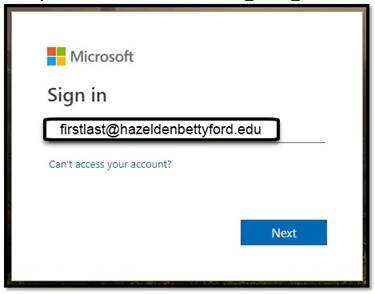 Microsoft
Sign in
firstlast@hazeldenbettyford.edu
Can't access your account?
Next